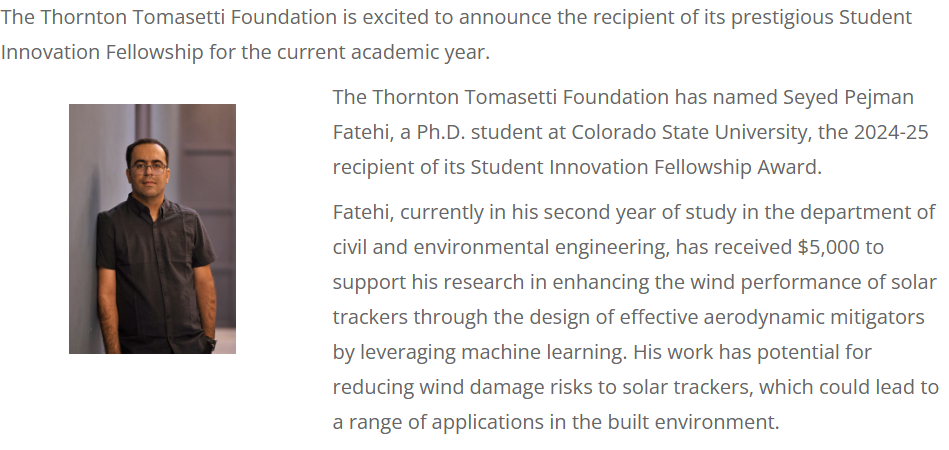 The Thornton Tomasetti Foundation is excited to announce the recipient of its prestigious Student
Innovation Fellowship for the current academic year.
The Thornton Tomasetti Foundation has named Seyed Pejman
Fatehi, a Ph.D. student at Colorado State University, the 2024-25
recipient of its Student Innovation Fellowship Award.
Fatehi, currently in his second year of study in the department of
civil and environmental engineering, has received $5,000 to
support his research in enhancing the wind performance of solar
trackers through the design of effective aerodynamic mitigators
by leveraging machine learning. His work has potential for
reducing wind damage risks to solar trackers, which could lead to
a range of applications in the built environment.